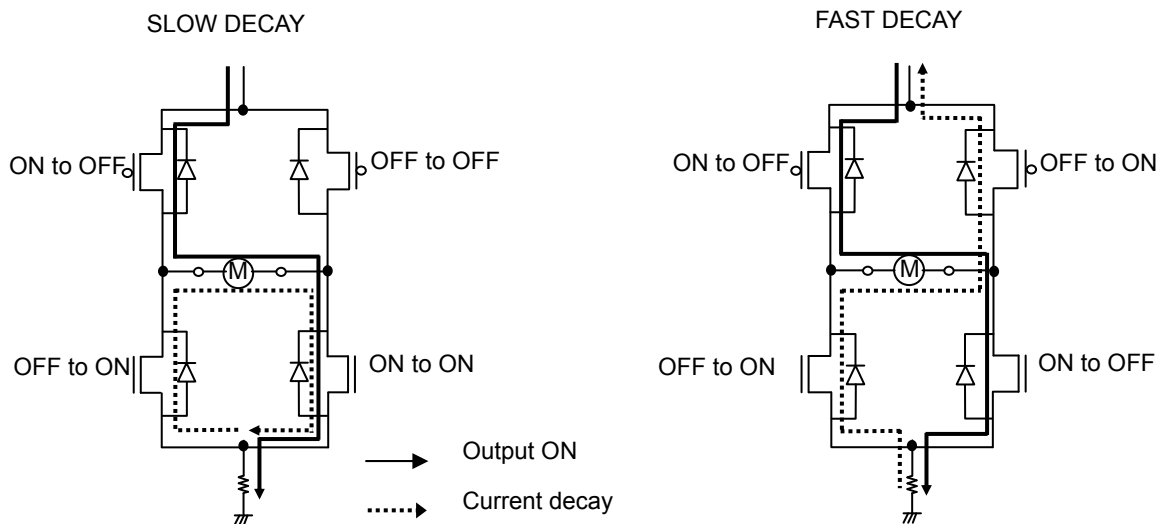 SLOW DECAY
ON to OFF
OFF to OFF
M
OFF to ON
ON to ON
FAST DECAY
ON to OFF
OFF to ON
M
OFF to ON
ON to OFF
Output ON
Current decay